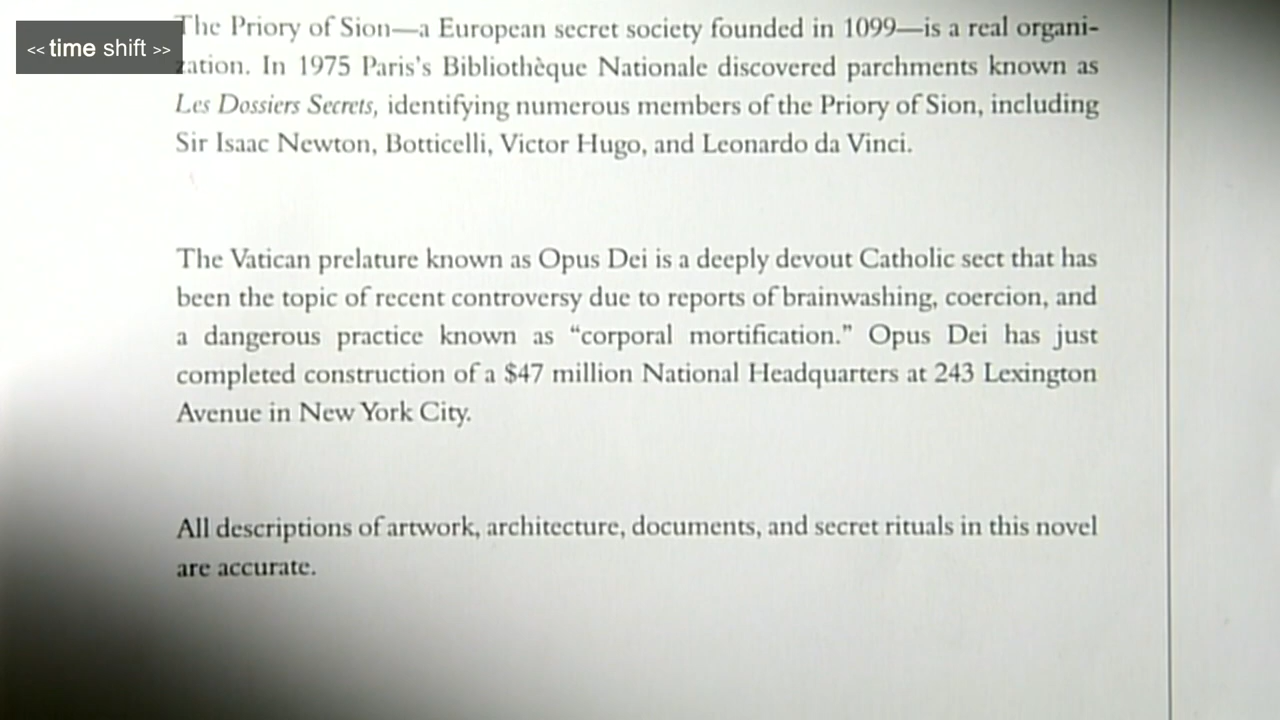 << time shift >>
The Priory of Sion—a European secret society founded in 1099—is a real organi-
zation. In 1975 Paris's Bibliothèque Nationale discovered parchments known as
Les Dossiers Secrets, identifying numerous members of the Priory of Sion, including
Sir Isaac Newton, Botticelli, Victor Hugo, and Leonardo da Vinci.
The Vatican prelature known as Opus Dei is a deeply devout Catholic sect that has
been the topic of recent controversy due to reports of brainwashing, coercion, and
a dangerous practice known as “corporal mortification.” Opus Dei has just
completed construction of a $47 million National Headquarters at 243 Lexington
Avenue in New York City.
All descriptions of artwork, architecture, documents, and secret rituals in this novel
are accurate.